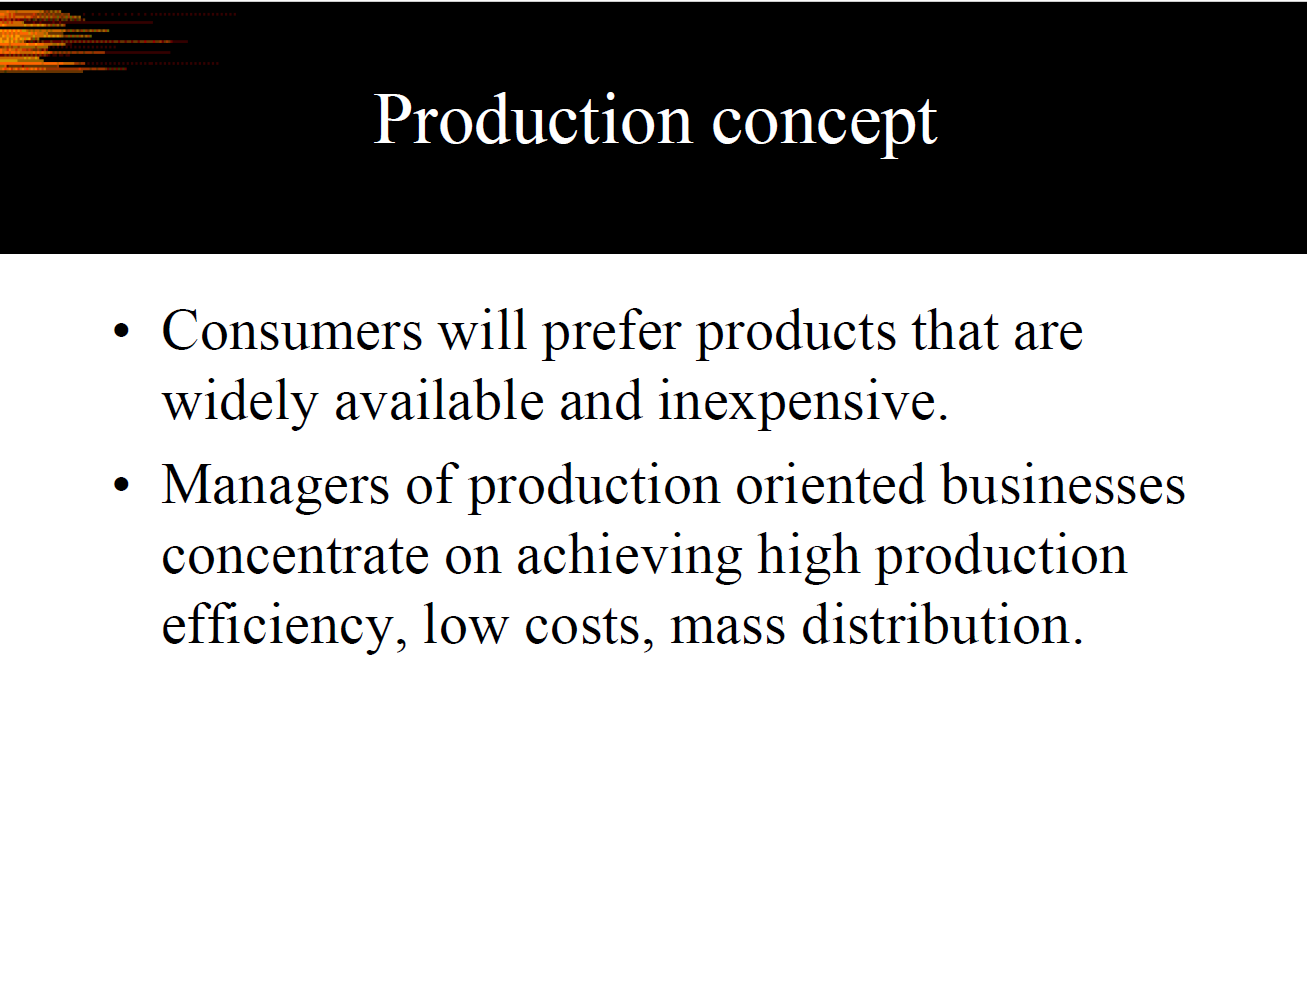 Production concept
• Consumers will prefer products that are
widely available and inexpensive.
• Managers of production oriented businesses
concentrate on achieving high production
efficiency, low costs, mass distribution.